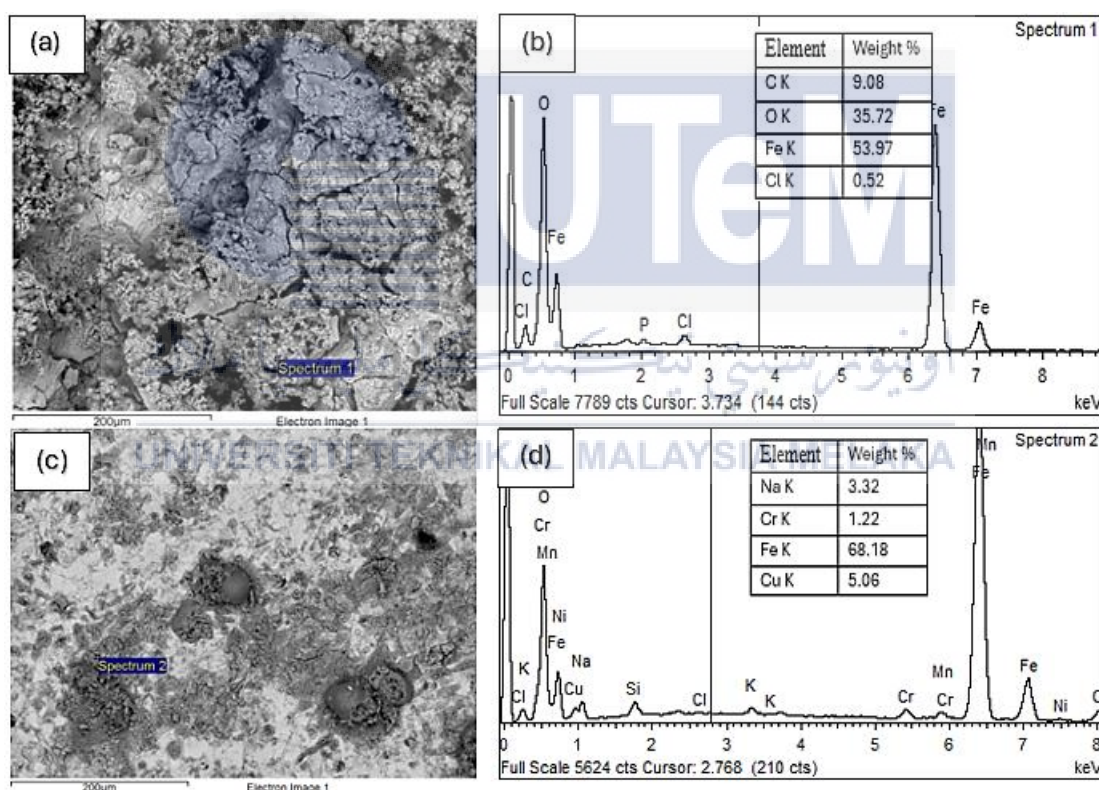 (a)
Spectrum 1
200µm
Electron Image 1
(b)
Spectrum 1
Element Weight %
C K 9.08
O K 35.72
Fe K 53.97
Cl K 0.52
O
Fe
C
Cl
P
Cl
Fe
Fe
0 1 2 3 4 5 6 7 8
Full Scale 7789 cts Cursor: 3.734 (144 cts)
keV
UTeM
اونيۏرسيتي تيكنيكل مليسيا ملاك
UNIVERSITI TEKNIKAL MALAYSIA MELAKA
(c)
Spectrum 2
200µm
Electron Image 1
(d)
Spectrum 2
Element Weight %
Na K 3.32
Cr K 1.22
Fe K 68.18
Cu K 5.06
O
Cr
Mn
Ni
Fe
K
Cl
Cu
Na
Si
Cl
K
K
Cr
Mn
Cr
Mn
Fe
Fe
Ni
0 1 2 3 4 5 6 7 8
Full Scale 5624 cts Cursor: 2.768 (210 cts)
keV